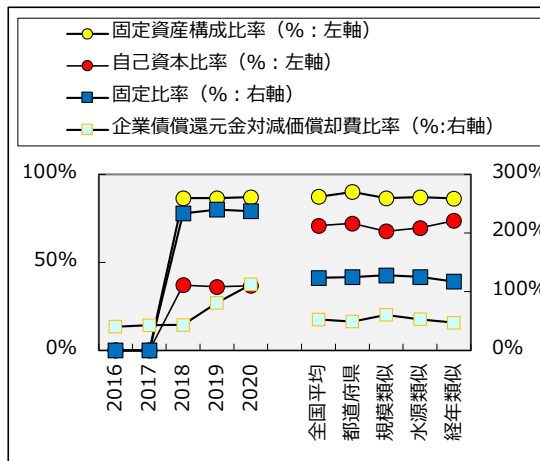 固定資産構成比率（%：左軸）
自己資本比率（%：左軸）
固定比率（%：右軸）
企業債償還元金対減価償却費比率（%:右軸）
100%
50%
0%
300%
200%
100%
0%
2016
2017
2018
2019
2020
全国平均
都道府県
規模類似
水源類似
経年類似